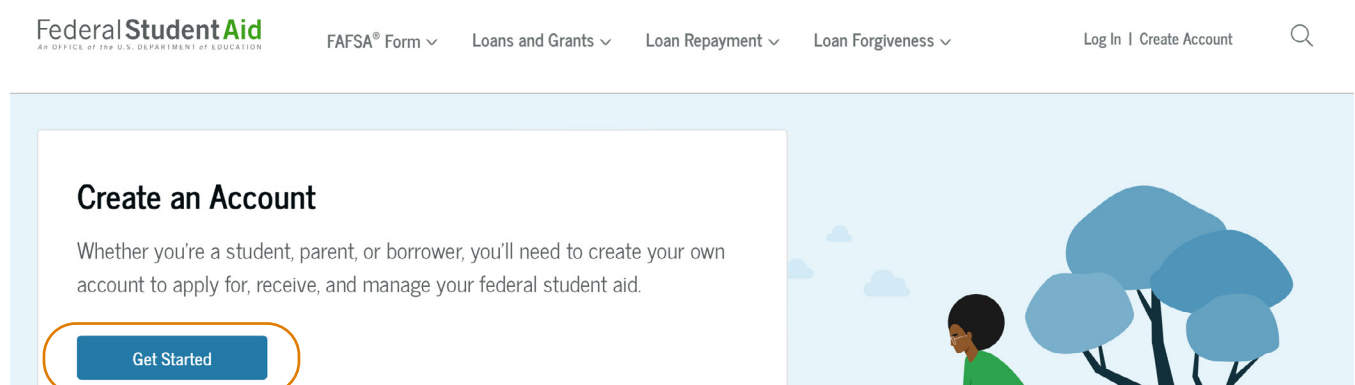 Federal Student Aid
An OFFICE of the U.S. DEPARTMENT of EDUCATION
FAFSA® Form
Loans and Grants
Loan Repayment
Loan Forgiveness
Log In | Create Account
Create an Account
Whether you're a student, parent, or borrower, you'll need to create your own
account to apply for, receive, and manage your federal student aid.
Get Started